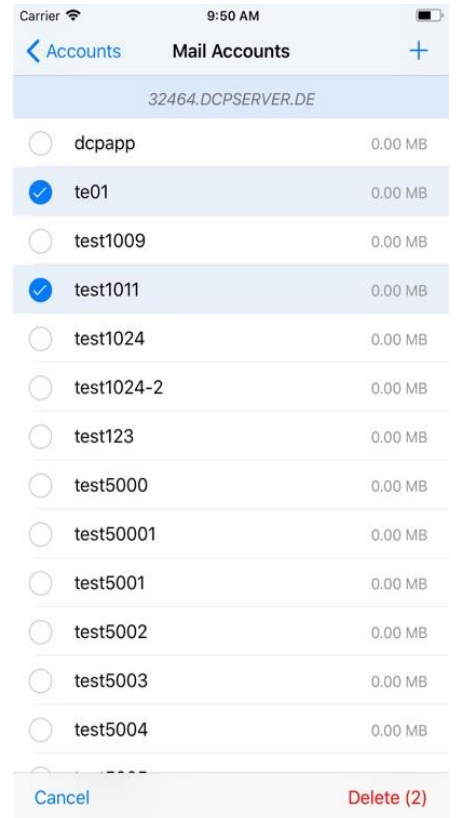 Carrier 9:50 AM
Accounts Mail Accounts +
32464.DCPSERVER.DE
dcpapp 0.00 MB
te01 0.00 MB
test1009 0.00 MB
test1011 0.00 MB
test1024 0.00 MB
test1024-2 0.00 MB
test123 0.00 MB
test5000 0.00 MB
test50001 0.00 MB
test5001 0.00 MB
test5002 0.00 MB
test5003 0.00 MB
test5004 0.00 MB
Cancel Delete (2)